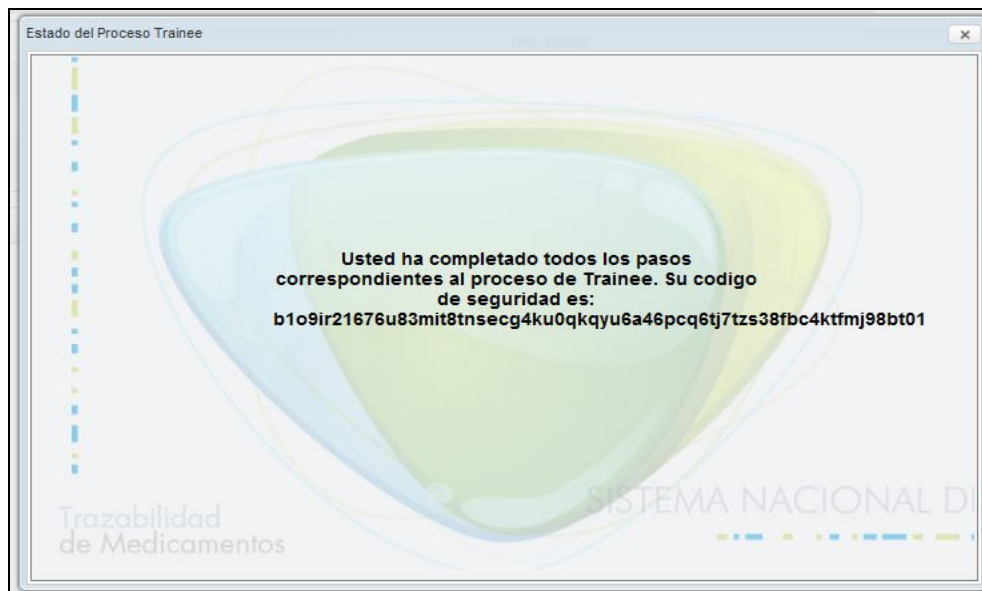 Estado del Proceso Trainee
Descripcion:
Usted ha completado todos los pasos
correspondientes al proceso de Trainee. Su codigo
de seguridad es:
b1o9ir21676u83mit8tnsecg4ku0qkqyu6a46pcq6tj7tzs38fbc4ktfmj98bt01
SISTEMA NACIONAL DI
Trazabilidad
de Medicamentos